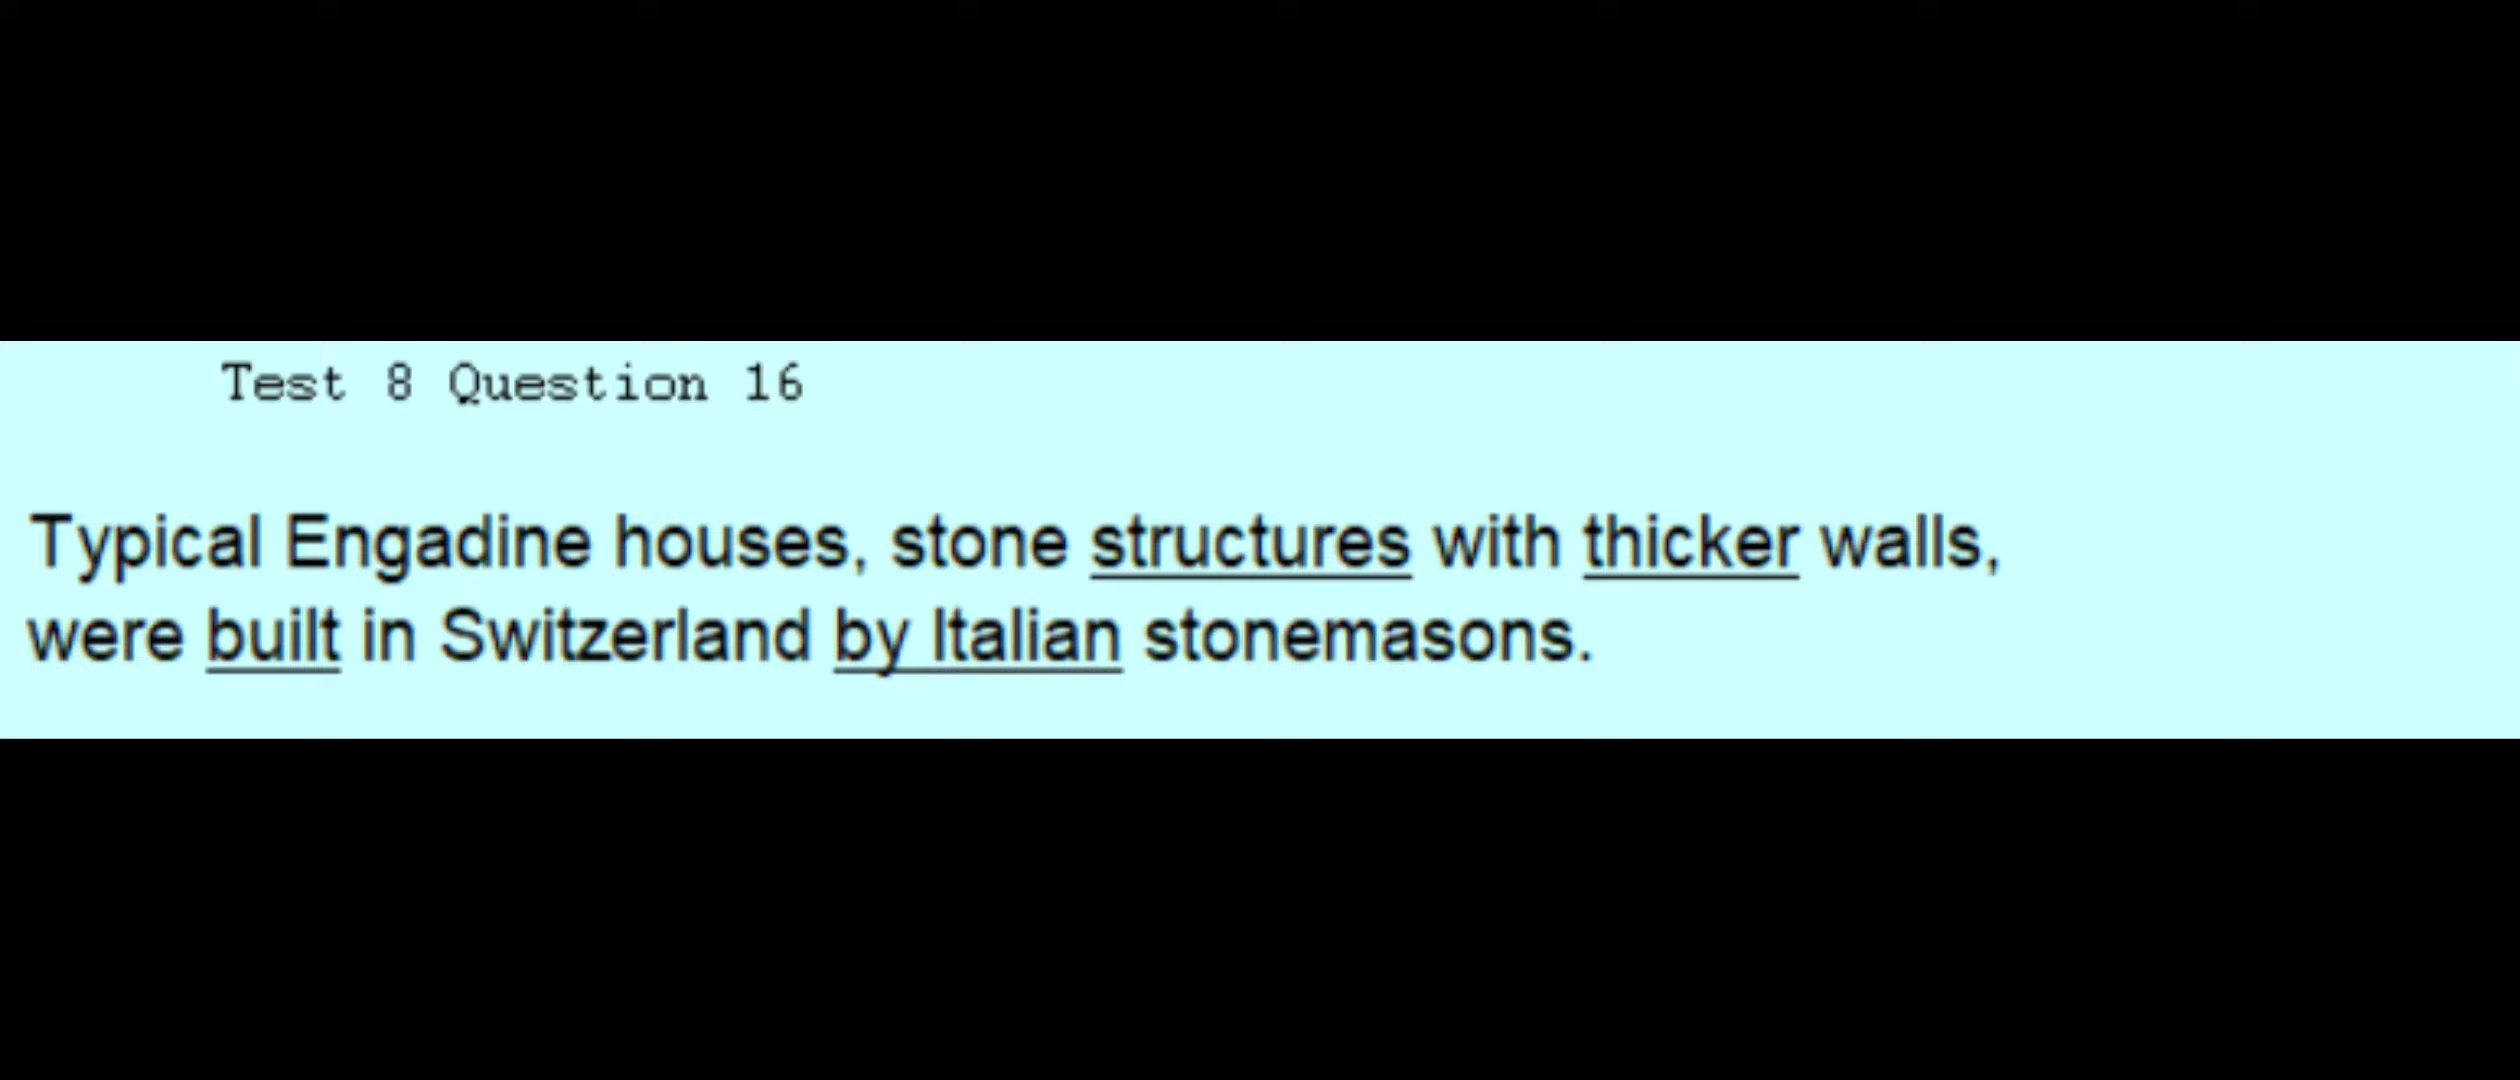 Test 8 Question 16
Typical Engadine houses, stone structures with thicker walls,
were built in Switzerland by Italian stonemasons.